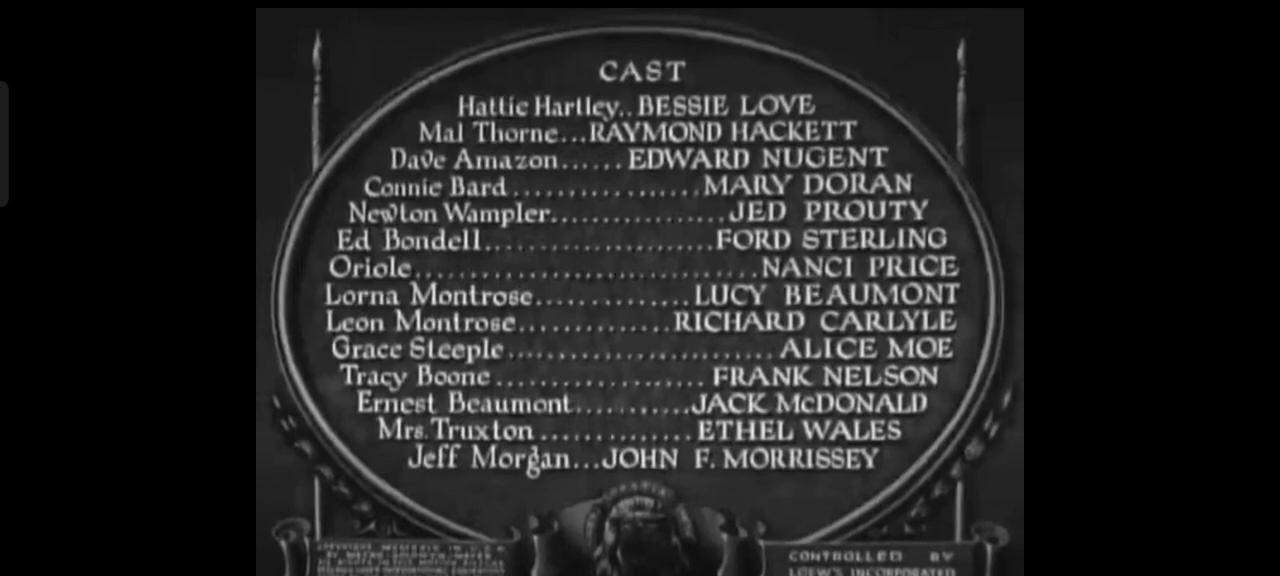 CAST
Hattie Hartley..BESSIE LOVE
Mal Thorne...RAYMOND HACKETT
Dave Amazon......EDWARD NUGENT
Connie Bard.................MARY DORAN
Newton Wampler................JED PROUTY
Ed Bondell.....................FORD STERLING
Oriole................................NANCI PRICE
Lorna Montrose..............LUCY BEAUMONT
Leon Montrose..............RICHARD CARLYLE
Grace Steeple.........................ALICE MOE
Tracy Boone....................FRANK NELSON
Ernest Beaumont...........JACK McDONALD
Mrs. Truxton..............ETHEL WALES
Jeff Morgan...JOHN F. MORRISSEY
CONTROLLED BY
LOEW'S INCORPORATED